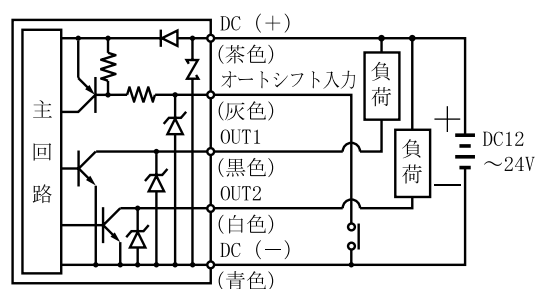 DC（＋）
(茶色)
オートシフト入力
(灰色)
OUT1
(黒色)
OUT2
(白色)
DC（－）
(青色)
主回路
負荷
負荷
＋
DC12
～24V
－